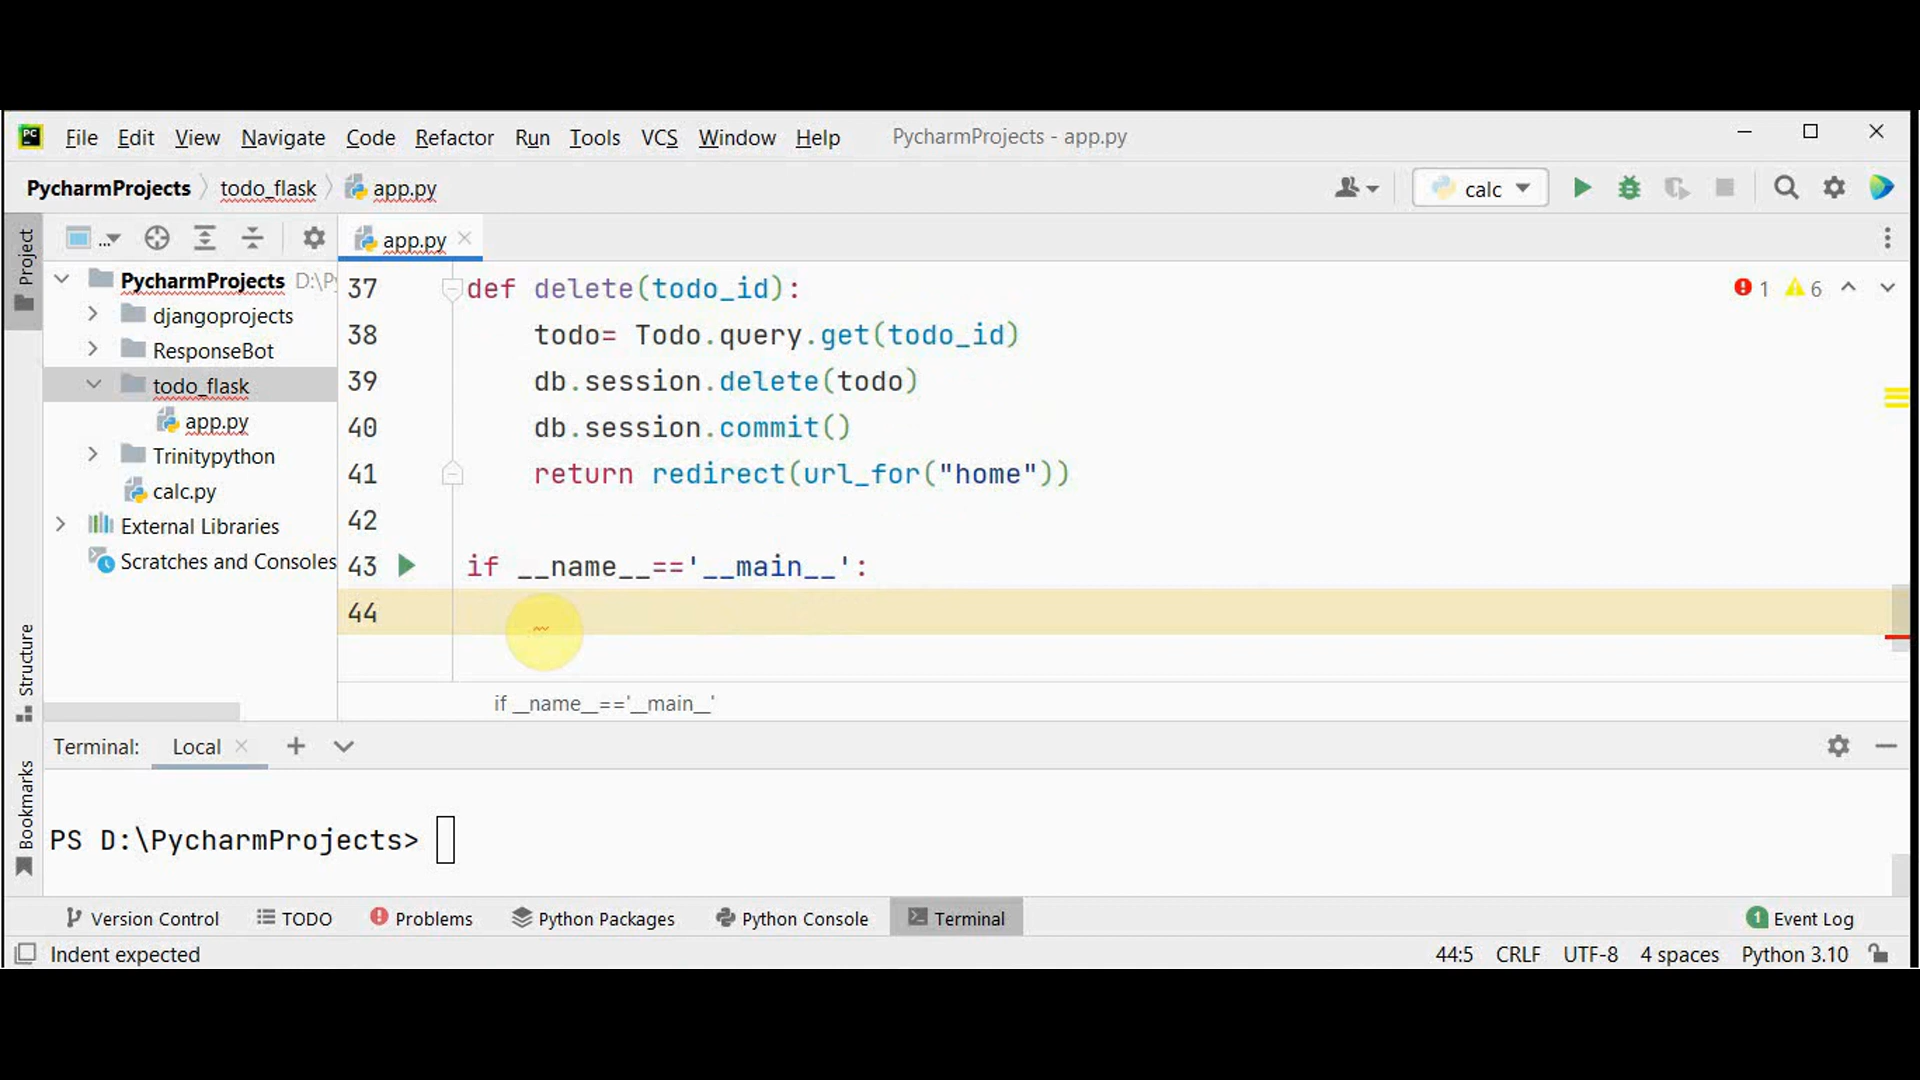 PC File Edit View Navigate Code Refactor Run Tools VCS Window Help PycharmProjects - app.py
PycharmProjects todo_flask app.py calc
Project
... app.py
PycharmProjects D:\Py
djangoprojects
ResponseBot
todo_flask
app.py
Trinitypython
calc.py
External Libraries
Scratches and Consoles
37 def delete(todo_id):
1 6
38 todo= Todo.query.get(todo_id)
39 db.session.delete(todo)
40 db.session.commit()
41 return redirect(url_for("home"))
42
43 if __name__=='__main__':
44
if __name__=='__main__'
Structure
Bookmarks
Terminal: Local
PS D:\PycharmProjects>
Version Control TODO Problems Python Packages Python Console Terminal 1 Event Log
Indent expected 44:5 CRLF UTF-8 4 spaces Python 3.10